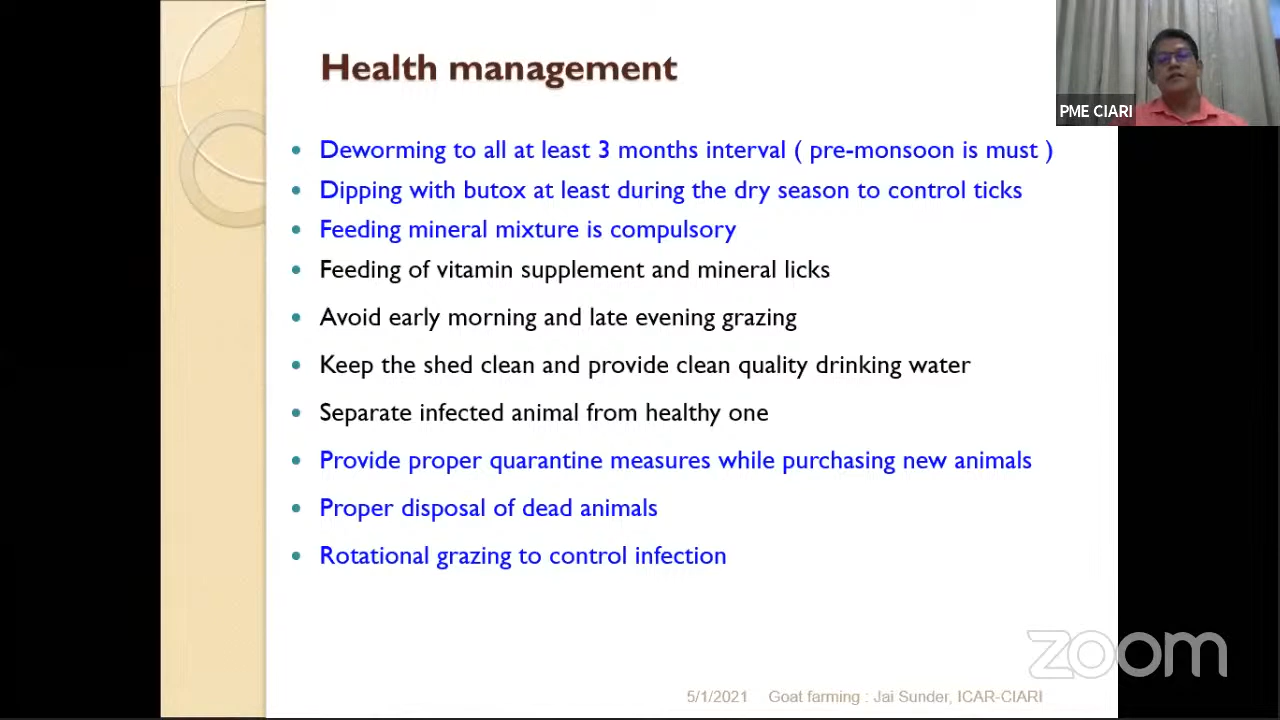 Health management
PME CIARI
Deworming to all at least 3 months interval ( pre-monsoon is must )
Dipping with butox at least during the dry season to control ticks
Feeding mineral mixture is compulsory
Feeding of vitamin supplement and mineral licks
Avoid early morning and late evening grazing
Keep the shed clean and provide clean quality drinking water
Separate infected animal from healthy one
Provide proper quarantine measures while purchasing new animals
Proper disposal of dead animals
Rotational grazing to control infection
zoom
5/1/2021 Goat farming : Jai Sunder, ICAR-CIARI